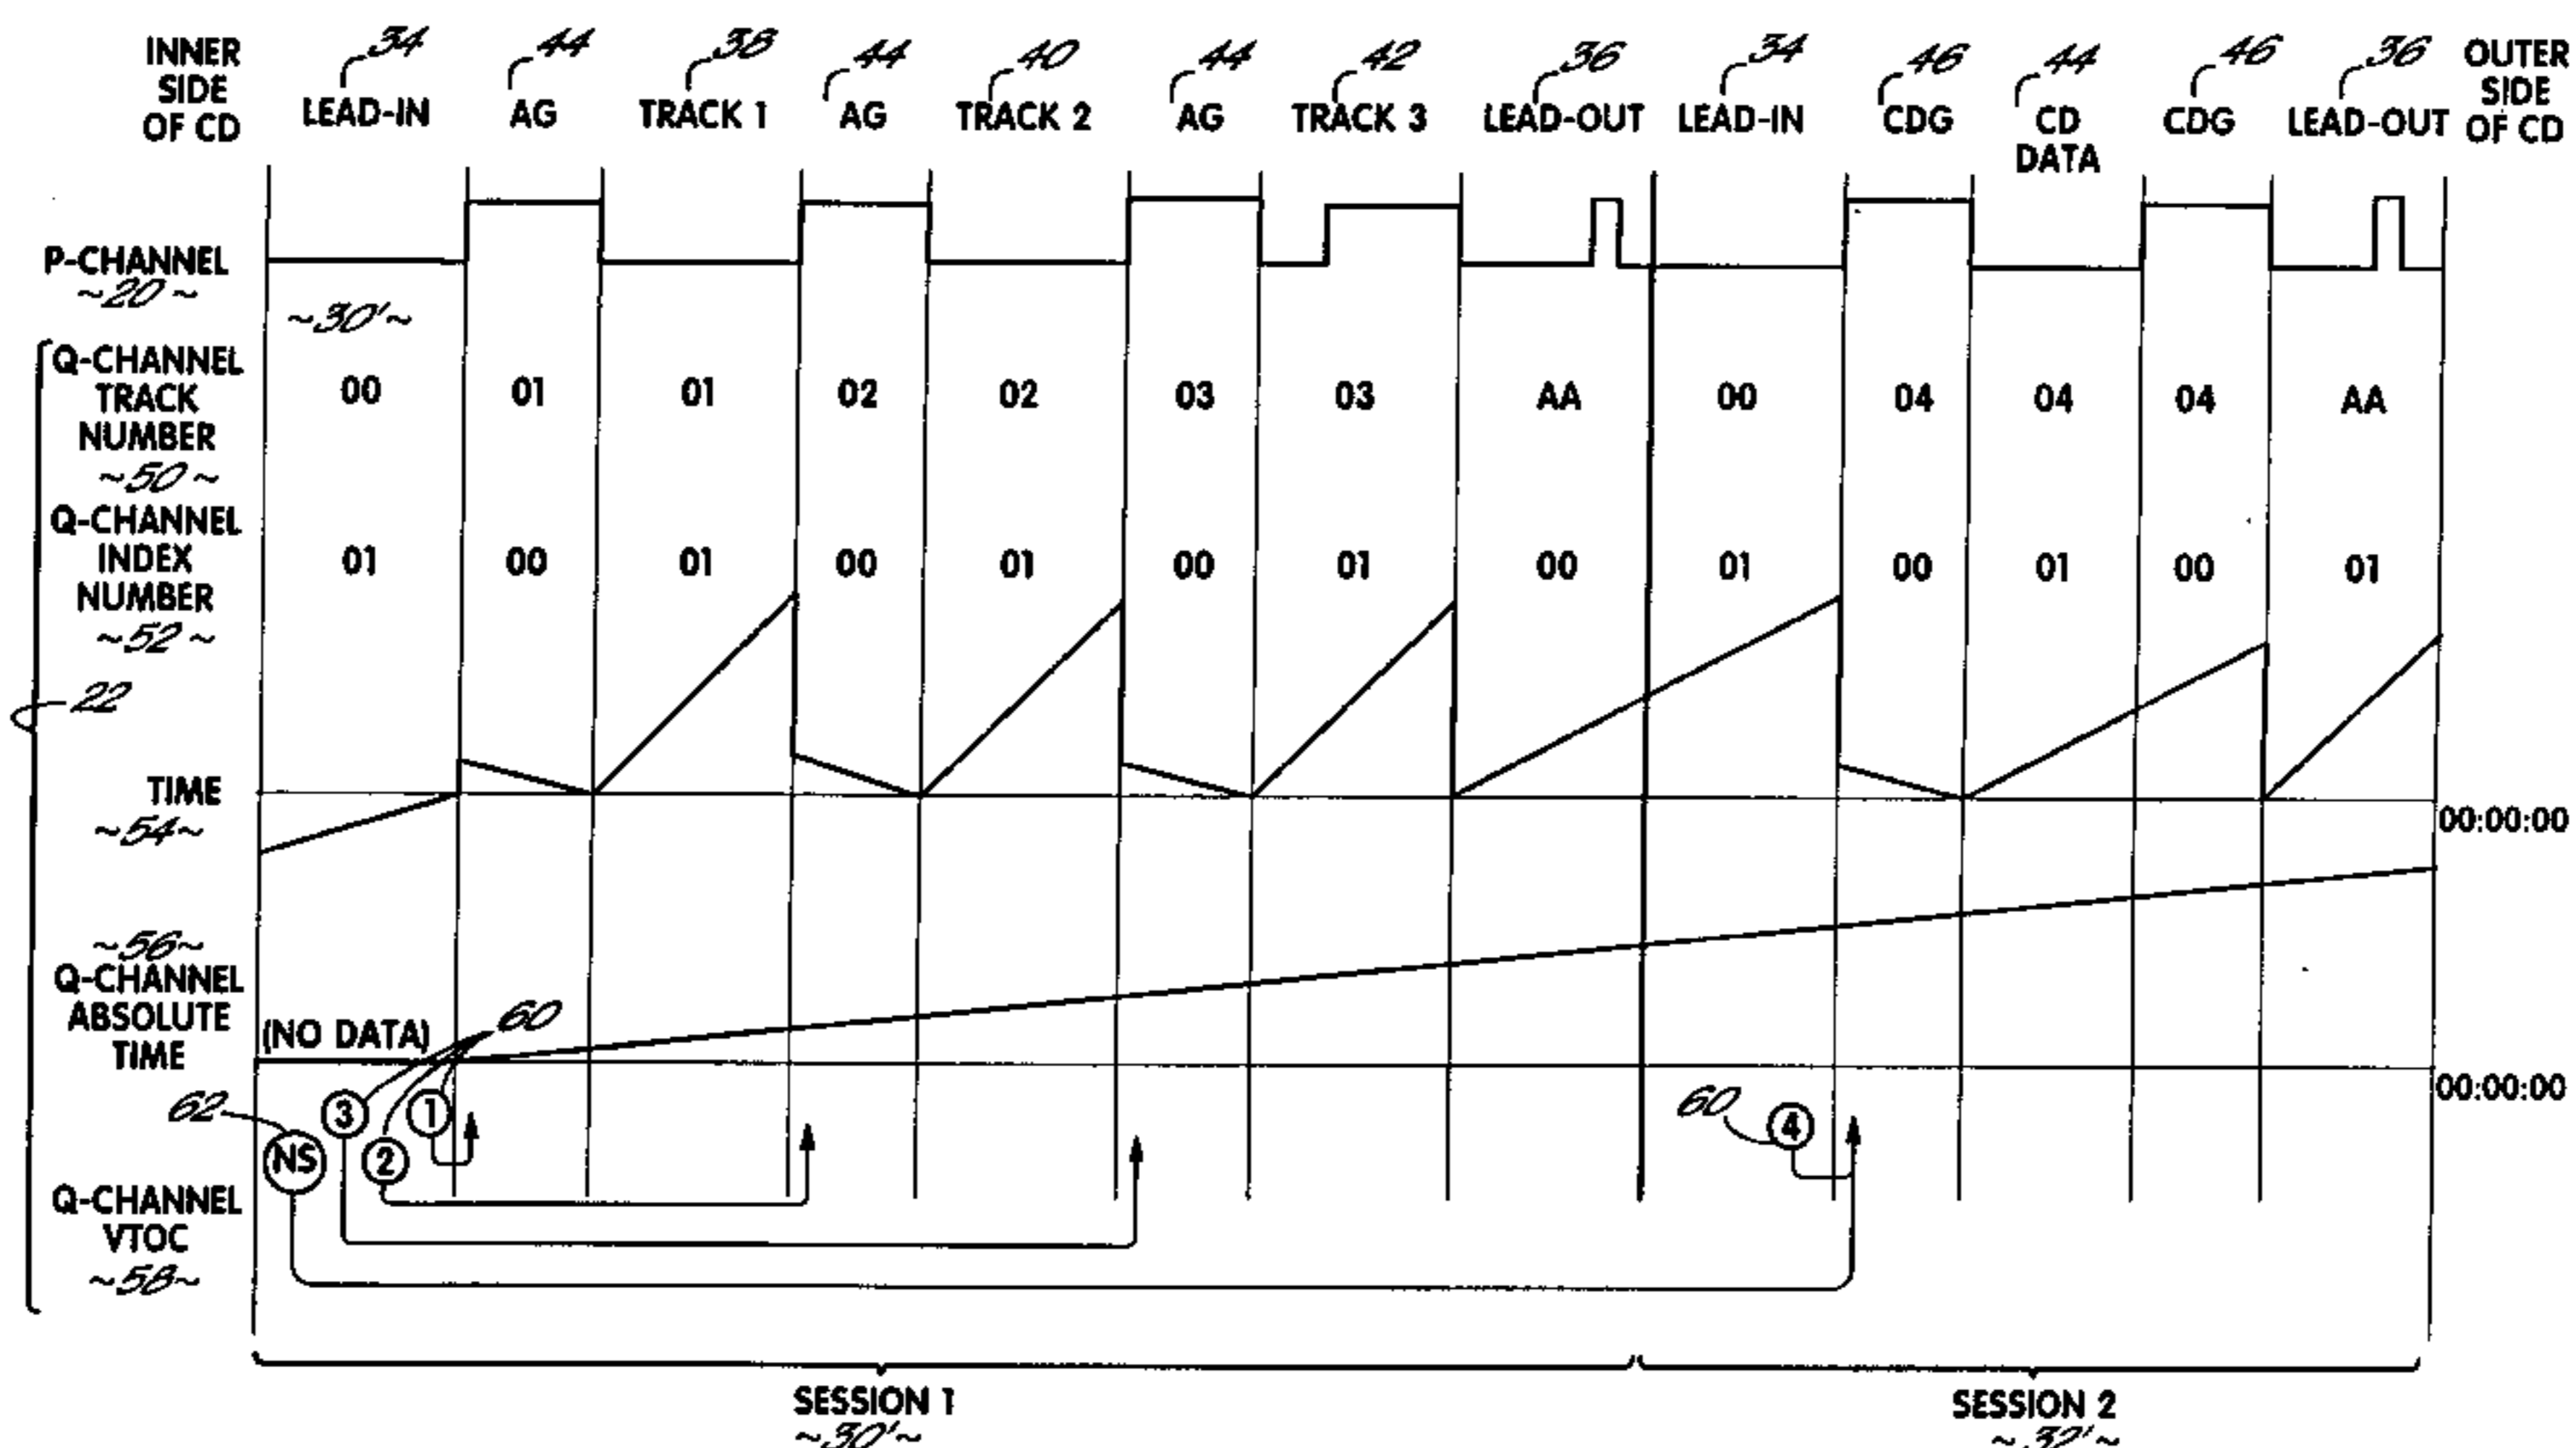 INNER
SIDE
OF CD
34
LEAD-IN
44
AG
38
TRACK 1
44
AG
40
TRACK 2
44
AG
42
TRACK 3
36
LEAD-OUT
34
LEAD-IN
46
CDG
44
CD
DATA
46
CDG
36
LEAD-OUT
OUTER
SIDE
OF CD
P-CHANNEL
~20~
~30'~
Q-CHANNEL
TRACK
NUMBER
~50~
00 01 01 02 02 03 03 AA 00 04 04 04 AA
Q-CHANNEL
INDEX
NUMBER
~52~
01 00 01 00 01 00 01 00 01 00 01 00 01
22
TIME
~54~
00:00:00
~56~
Q-CHANNEL
ABSOLUTE
TIME
(NO DATA)
60
00:00:00
62
NS
3
2
1
60
4
Q-CHANNEL
VTOC
~58~
SESSION 1
~30'~
SESSION 2
~32'~